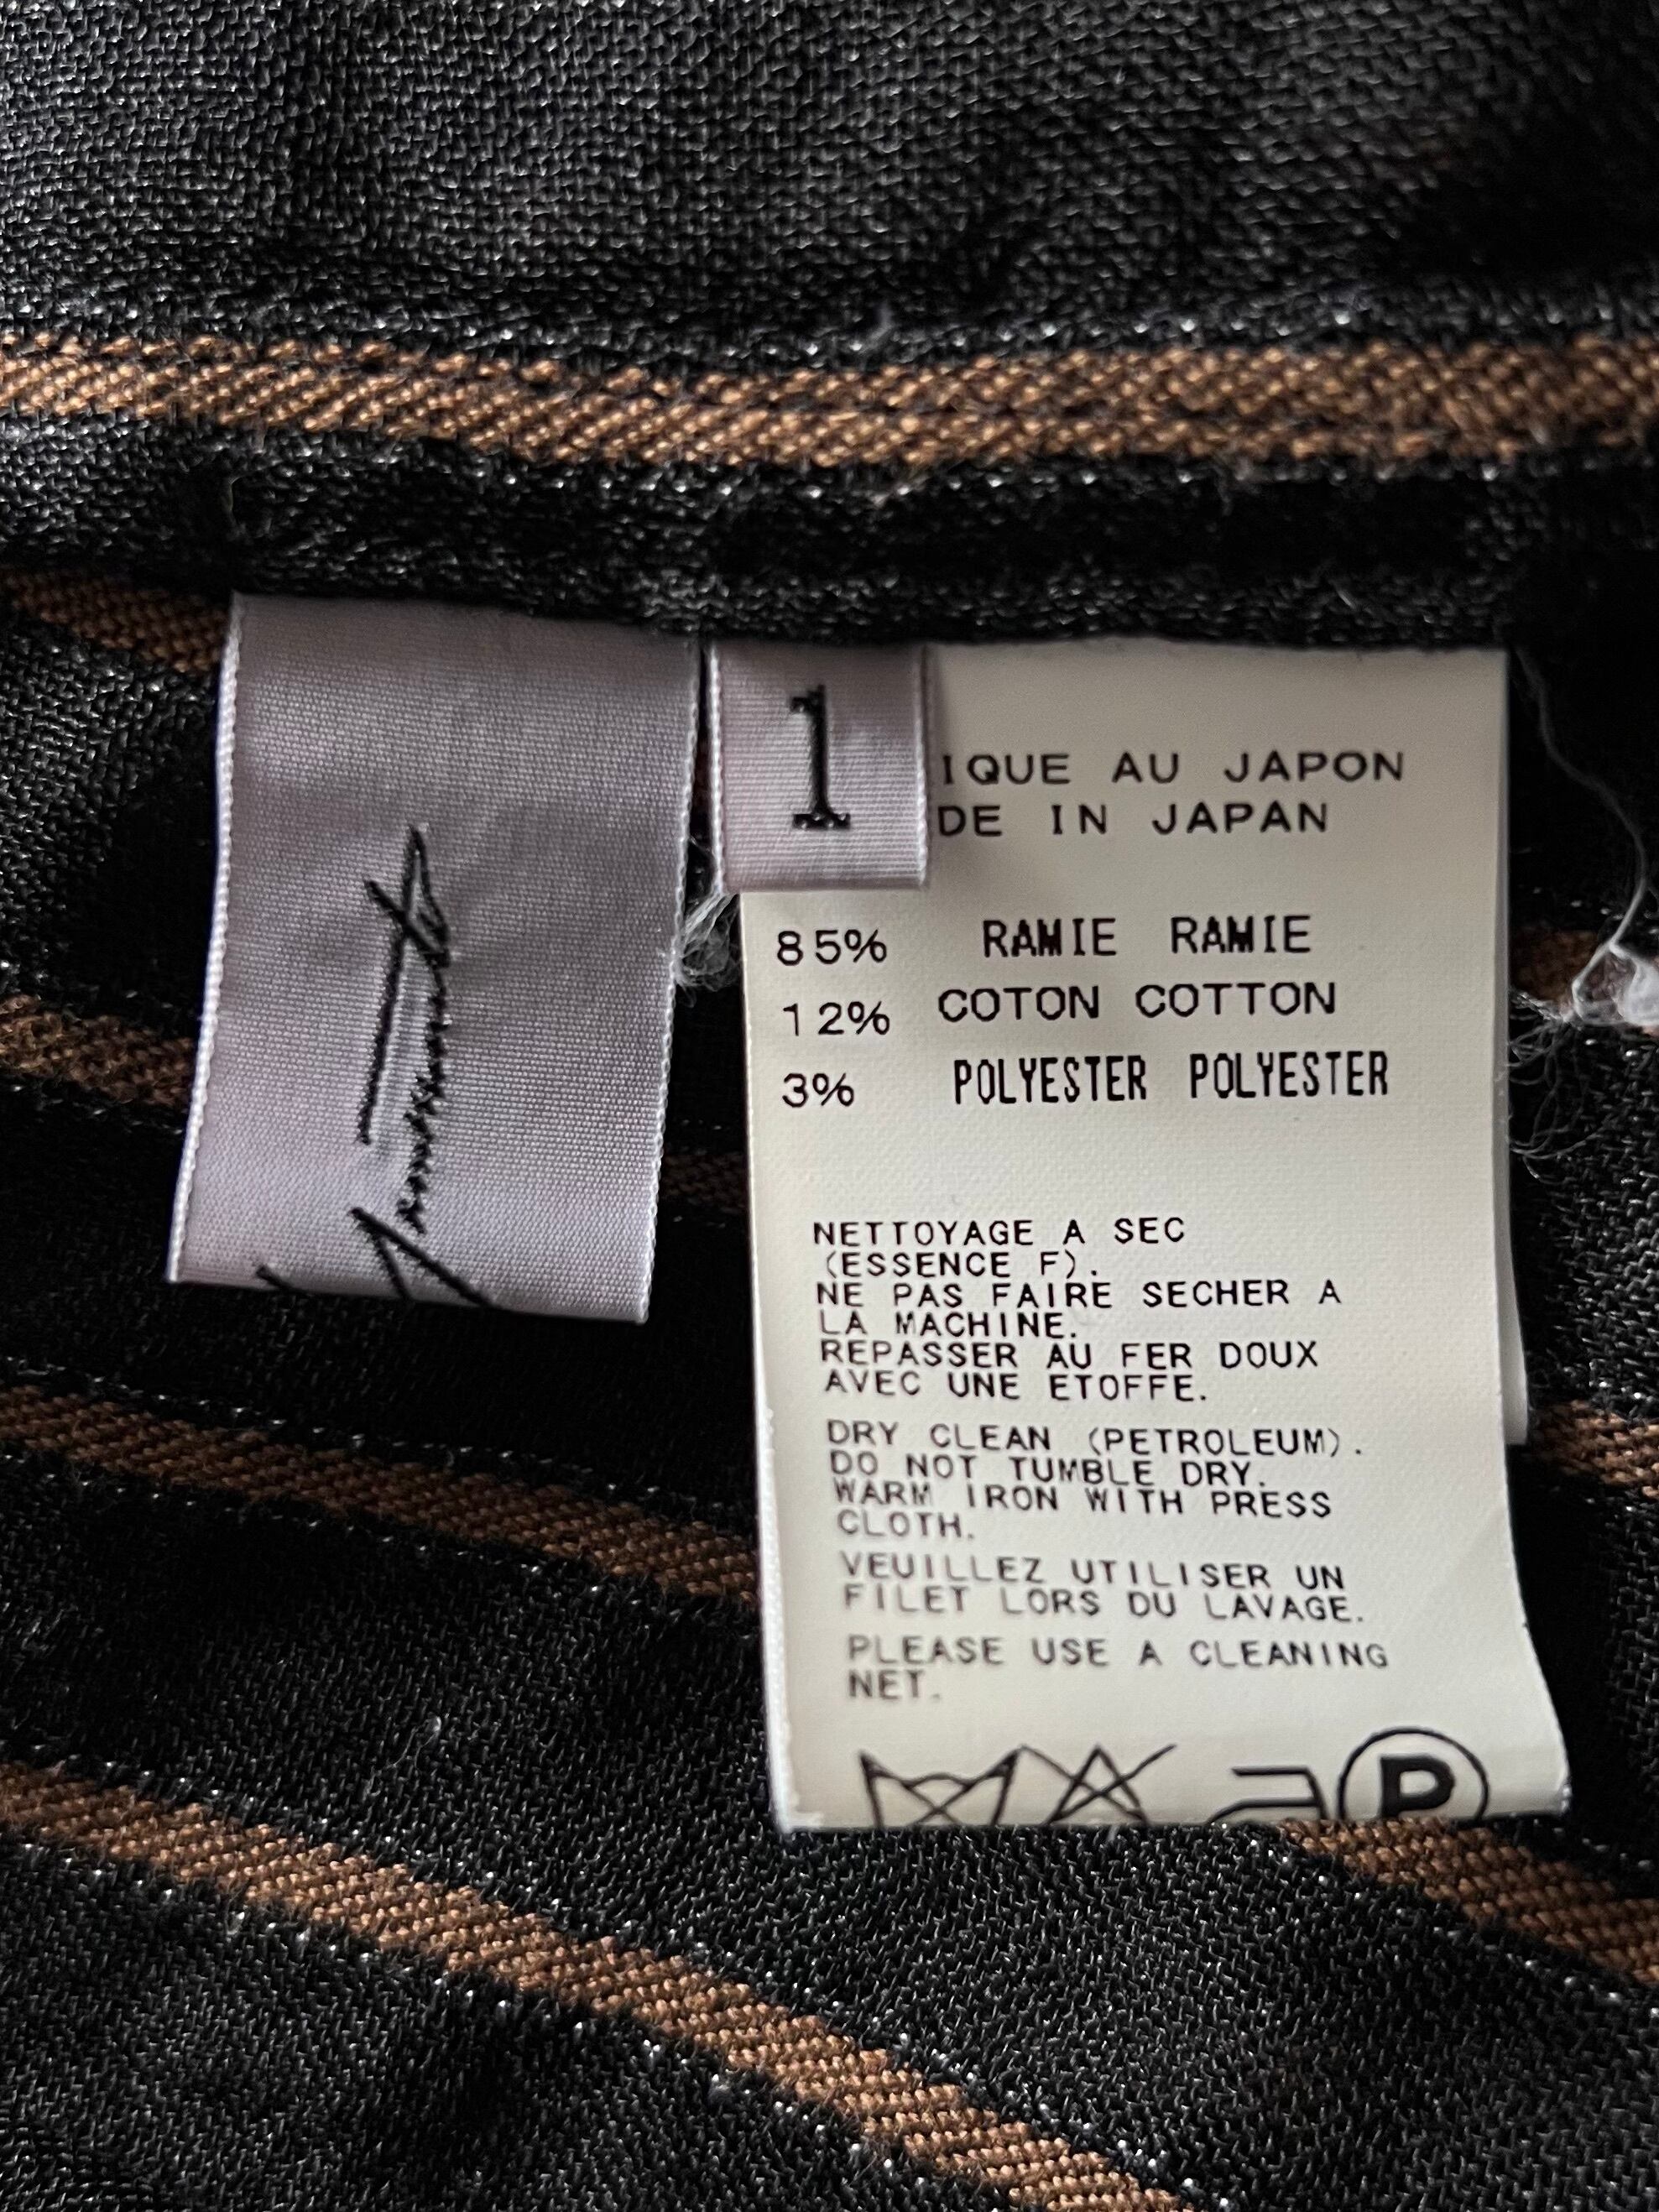 Yamamoto
1
IQUE AU JAPON
DE IN JAPAN
85% RAMIE RAMIE
12% COTON COTTON
3% POLYESTER POLYESTER
NETTOYAGE A SEC
(ESSENCE F).
NE PAS FAIRE SECHER A
LA MACHINE.
REPASSER AU FER DOUX
AVEC UNE ETOFFE.
DRY CLEAN (PETROLEUM).
DO NOT TUMBLE DRY.
WARM IRON WITH PRESS
CLOTH.
VEUILLEZ UTILISER UN
FILET LORS DU LAVAGE.
PLEASE USE A CLEANING
NET.
P